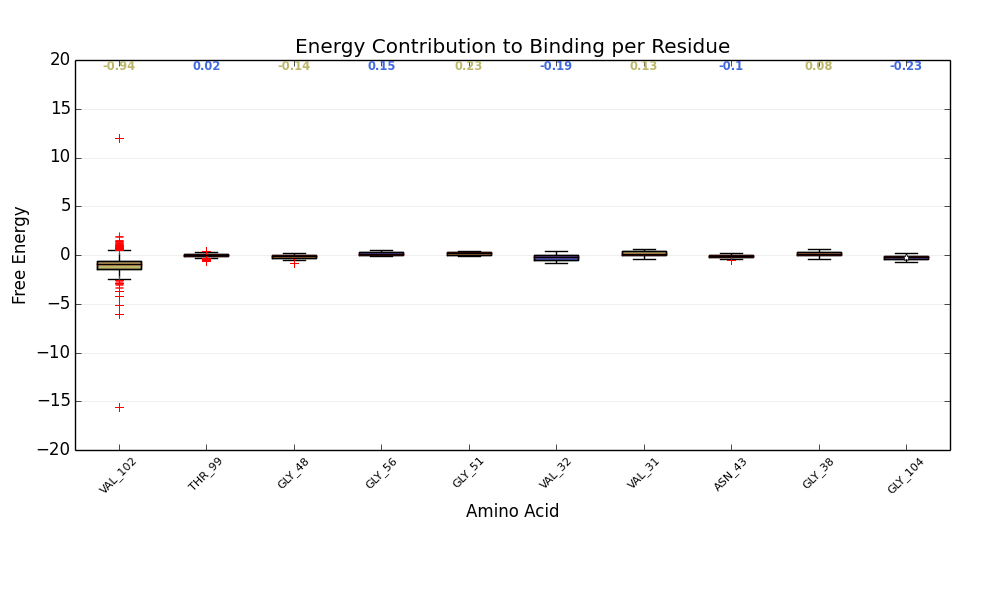 Energy Contribution to Binding per Residue
20
-0.94 0.02 -0.14 0.15 0.23 -0.19 0.13 -0.1 0.08 -0.23
15
10
5
0
−5
−10
−15
−20
Free Energy
VAL_102 THR_99 GLY_48 GLY_56 GLY_51 VAL_32 VAL_31 ASN_43 GLY_38 GLY_104
Amino Acid